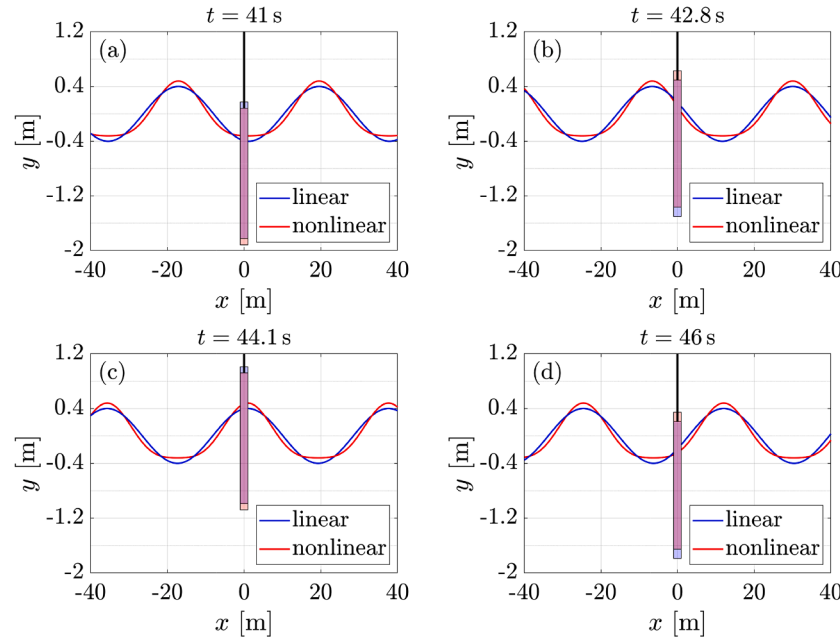 t = 41 s
(a)
1.2
0.4
-0.4
-1.2
-2
y [m]
linear
nonlinear
-40 -20 0 20 40
x [m]
t = 42.8 s
(b)
1.2
0.4
-0.4
-1.2
-2
y [m]
linear
nonlinear
-40 -20 0 20 40
x [m]
t = 44.1 s
(c)
1.2
0.4
-0.4
-1.2
-2
y [m]
linear
nonlinear
-40 -20 0 20 40
x [m]
t = 46 s
(d)
1.2
0.4
-0.4
-1.2
-2
y [m]
linear
nonlinear
-40 -20 0 20 40
x [m]